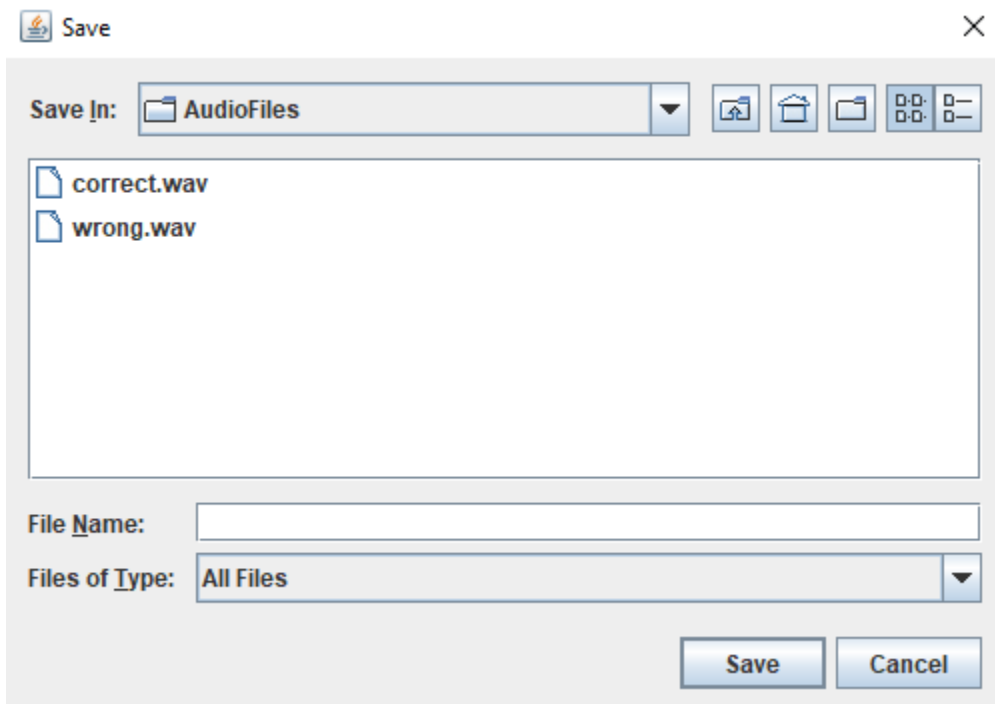 Save
Save In: AudioFiles
correct.wav
wrong.wav
File Name:
Files of Type: All Files
Save Cancel